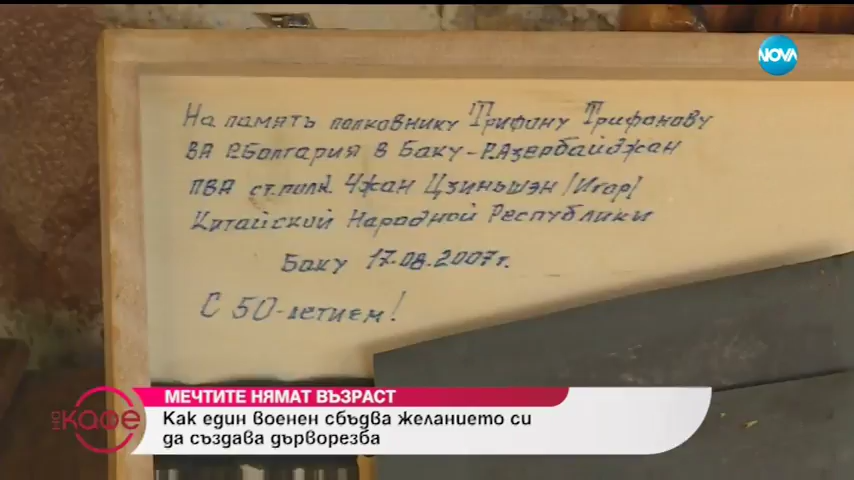 NOVA
На память полковнику Трифону Трифонову
ВА Р.Болгария в Баку-Р.Азербайджан
ПВА ст.полк. Чжан Цзиньшэн /Игор/
Китайской Народной Республики
Баку 17.08.2007г.
С 50-летием!
на кафе
МЕЧТИТЕ НЯМАТ ВЪЗРАСТ
Как един военен сбъдва желанието си
да създава дърворезба